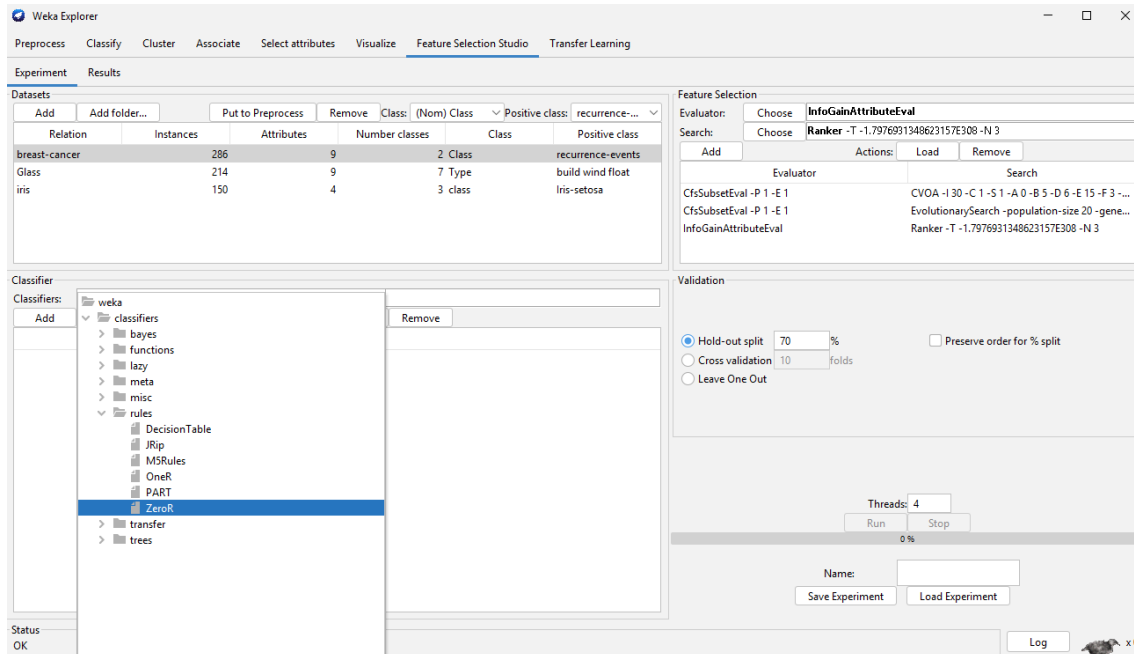 Weka Explorer
Preprocess Classify Cluster Associate Select attributes Visualize Feature Selection Studio Transfer Learning
Experiment Results
Datasets
Add Add folder... Put to Preprocess Remove Class: (Nom) Class Positive class: recurrence-...
Relation Instances Attributes Number classes Class Positive class
breast-cancer 286 9 2 Class recurrence-events
Glass 214 9 7 Type build wind float
iris 150 4 3 class Iris-setosa
Feature Selection
Evaluator: Choose InfoGainAttributeEval
Search: Choose Ranker -T -1.7976931348623157E308 -N 3
Add Actions: Load Remove
Evaluator Search
CfsSubsetEval -P 1 -E 1 CVOA -I 30 -C 1 -S 1 -A 0 -B 5 -D 6 -E 15 -F 3 -...
CfsSubsetEval -P 1 -E 1 EvolutionarySearch -population-size 20 -gene...
InfoGainAttributeEval Ranker -T -1.7976931348623157E308 -N 3
Classifier
Classifiers:
Add Remove
weka
classifiers
bayes
functions
lazy
meta
misc
rules
DecisionTable
JRip
M5Rules
OneR
PART
ZeroR
transfer
trees
Validation
Hold-out split 70 % Preserve order for % split
Cross validation 10 folds
Leave One Out
Threads: 4
Run Stop
0 %
Name:
Save Experiment Load Experiment
Status
OK
Log x